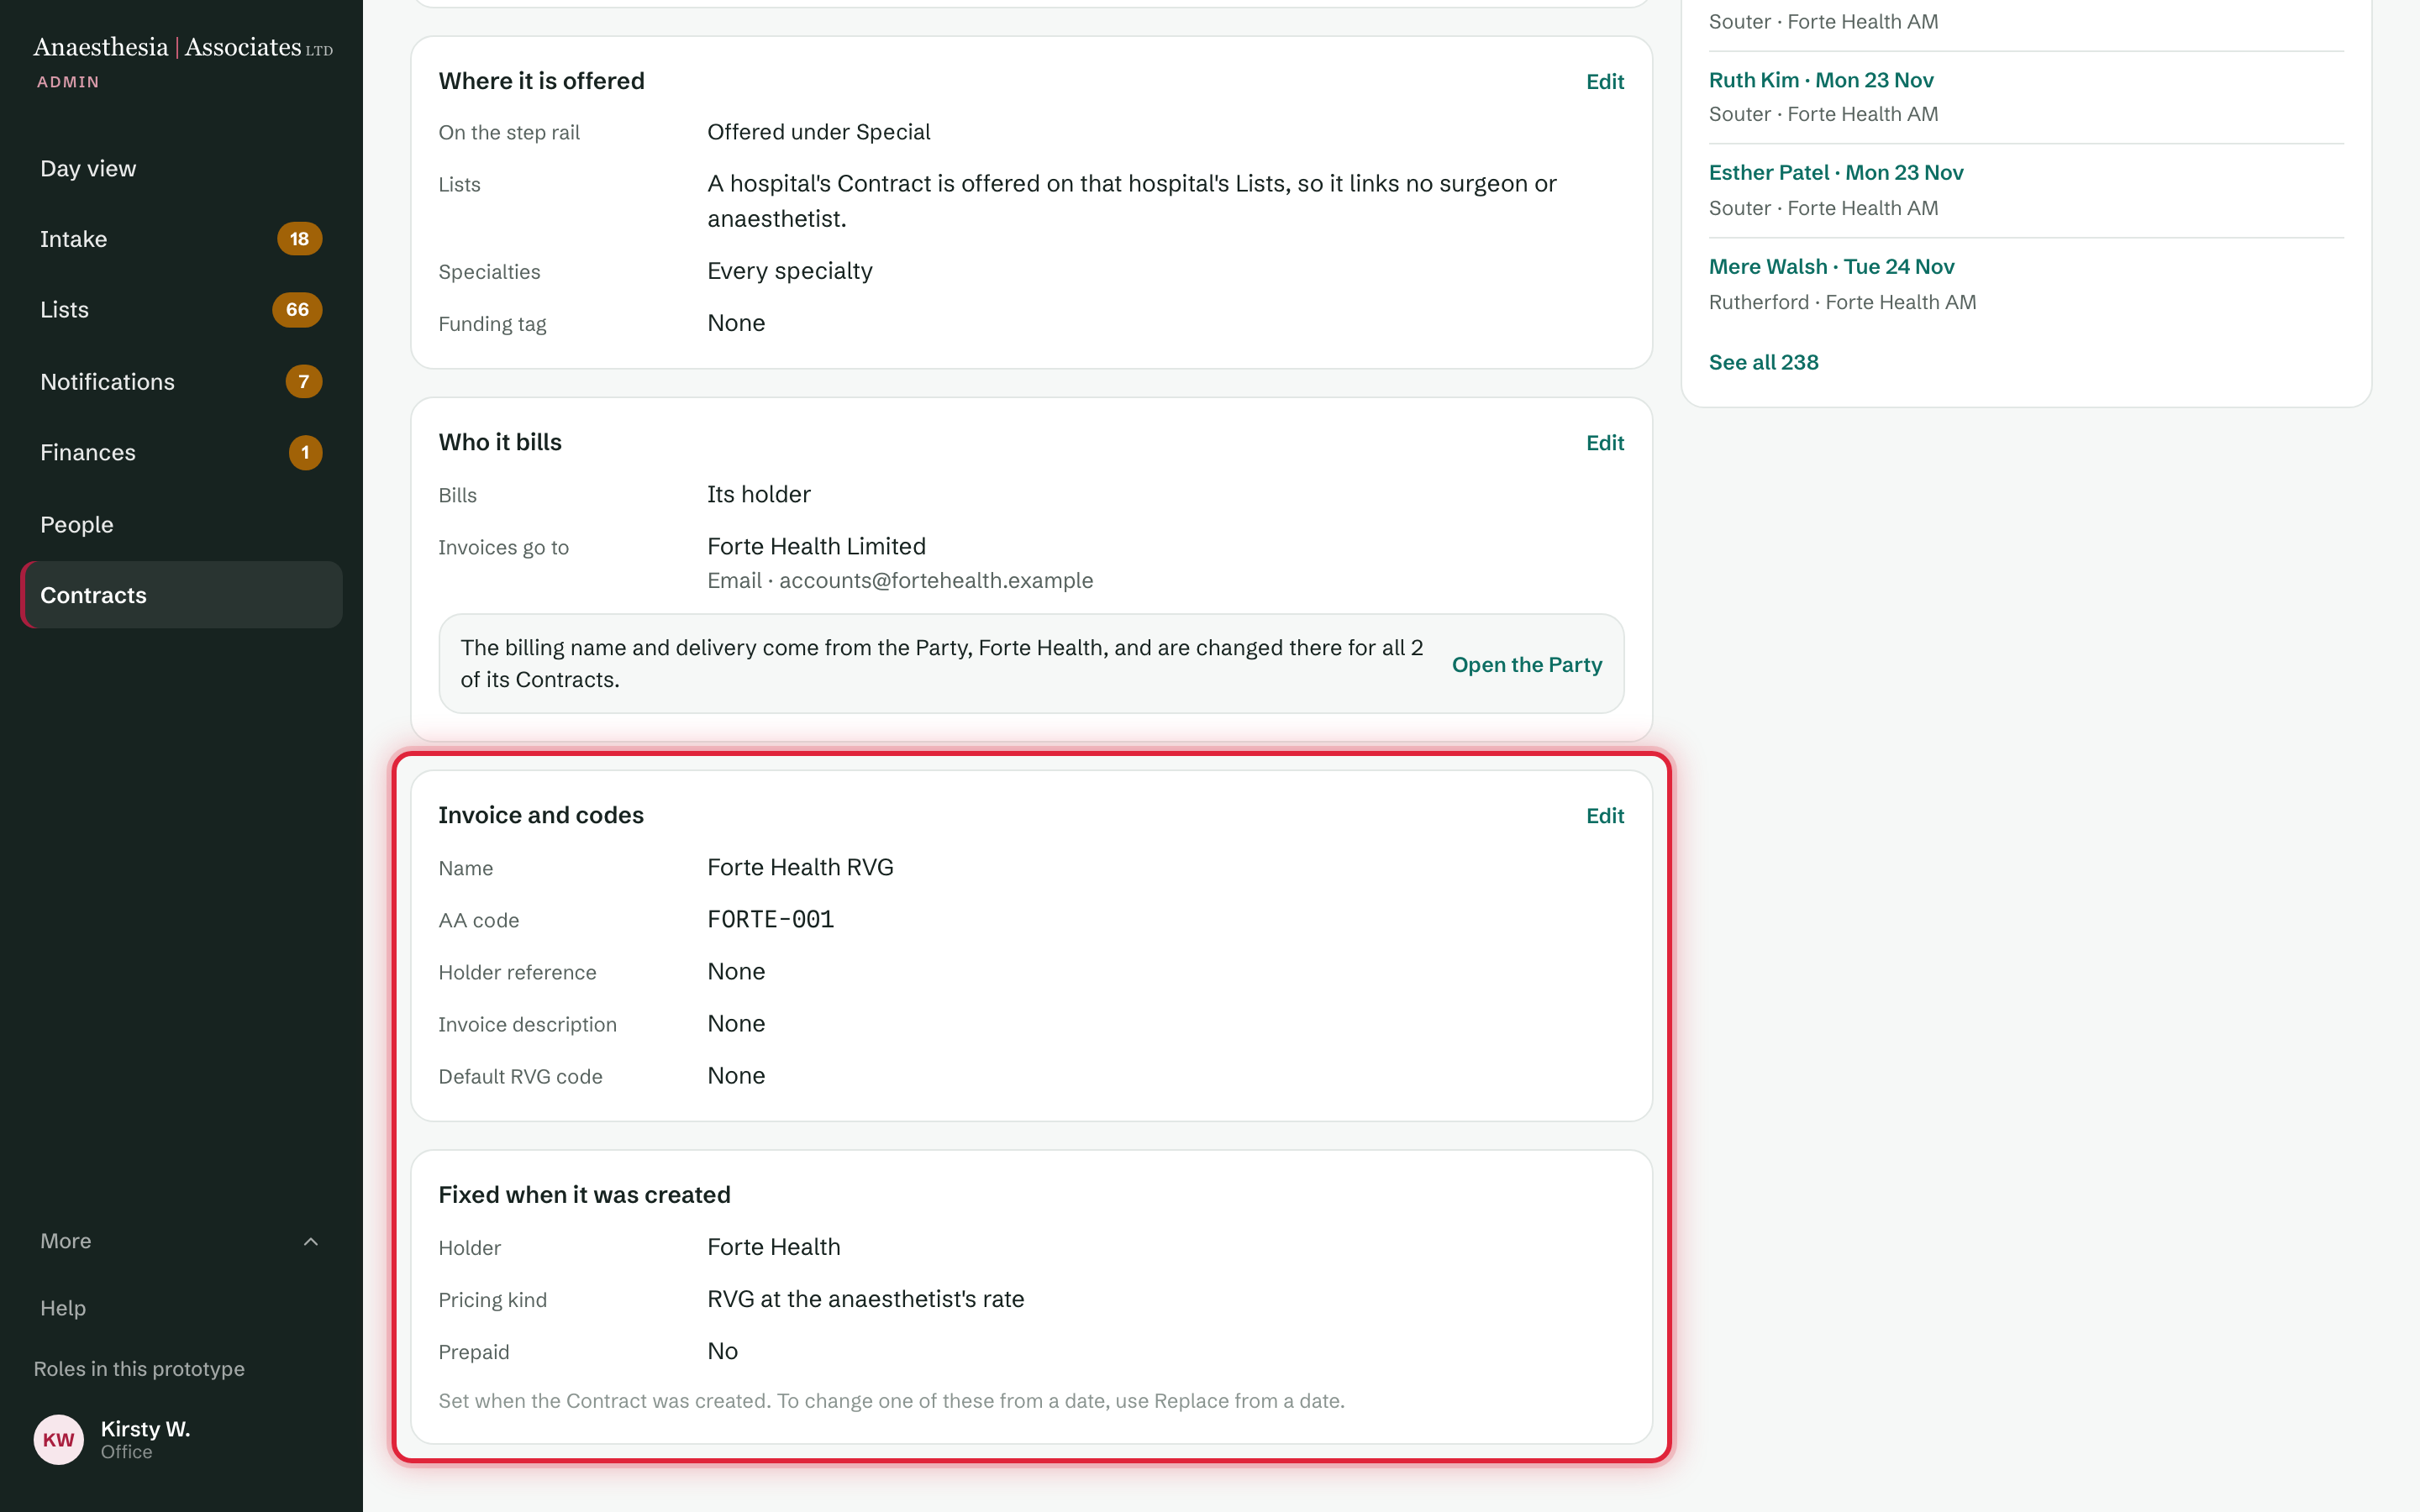 Anaesthesia | Associates LTD
ADMIN
Day view
Intake 18
Lists 66
Notifications 7
Finances 1
People
Contracts
More
Help
Roles in this prototype
KW
Kirsty W.
Office
Where it is offered Edit
On the step rail Offered under Special
Lists A hospital's Contract is offered on that hospital's Lists, so it links no surgeon or
anaesthetist.
Specialties Every specialty
Funding tag None
Who it bills Edit
Bills Its holder
Invoices go to Forte Health Limited
Email · accounts@fortehealth.example
The billing name and delivery come from the Party, Forte Health, and are changed there for all 2
of its Contracts.
Open the Party
Invoice and codes Edit
Name Forte Health RVG
AA code FORTE-001
Holder reference None
Invoice description None
Default RVG code None
Fixed when it was created
Holder Forte Health
Pricing kind RVG at the anaesthetist's rate
Prepaid No
Set when the Contract was created. To change one of these from a date, use Replace from a date.
Souter · Forte Health AM
Ruth Kim · Mon 23 Nov
Souter · Forte Health AM
Esther Patel · Mon 23 Nov
Souter · Forte Health AM
Mere Walsh · Tue 24 Nov
Rutherford · Forte Health AM
See all 238